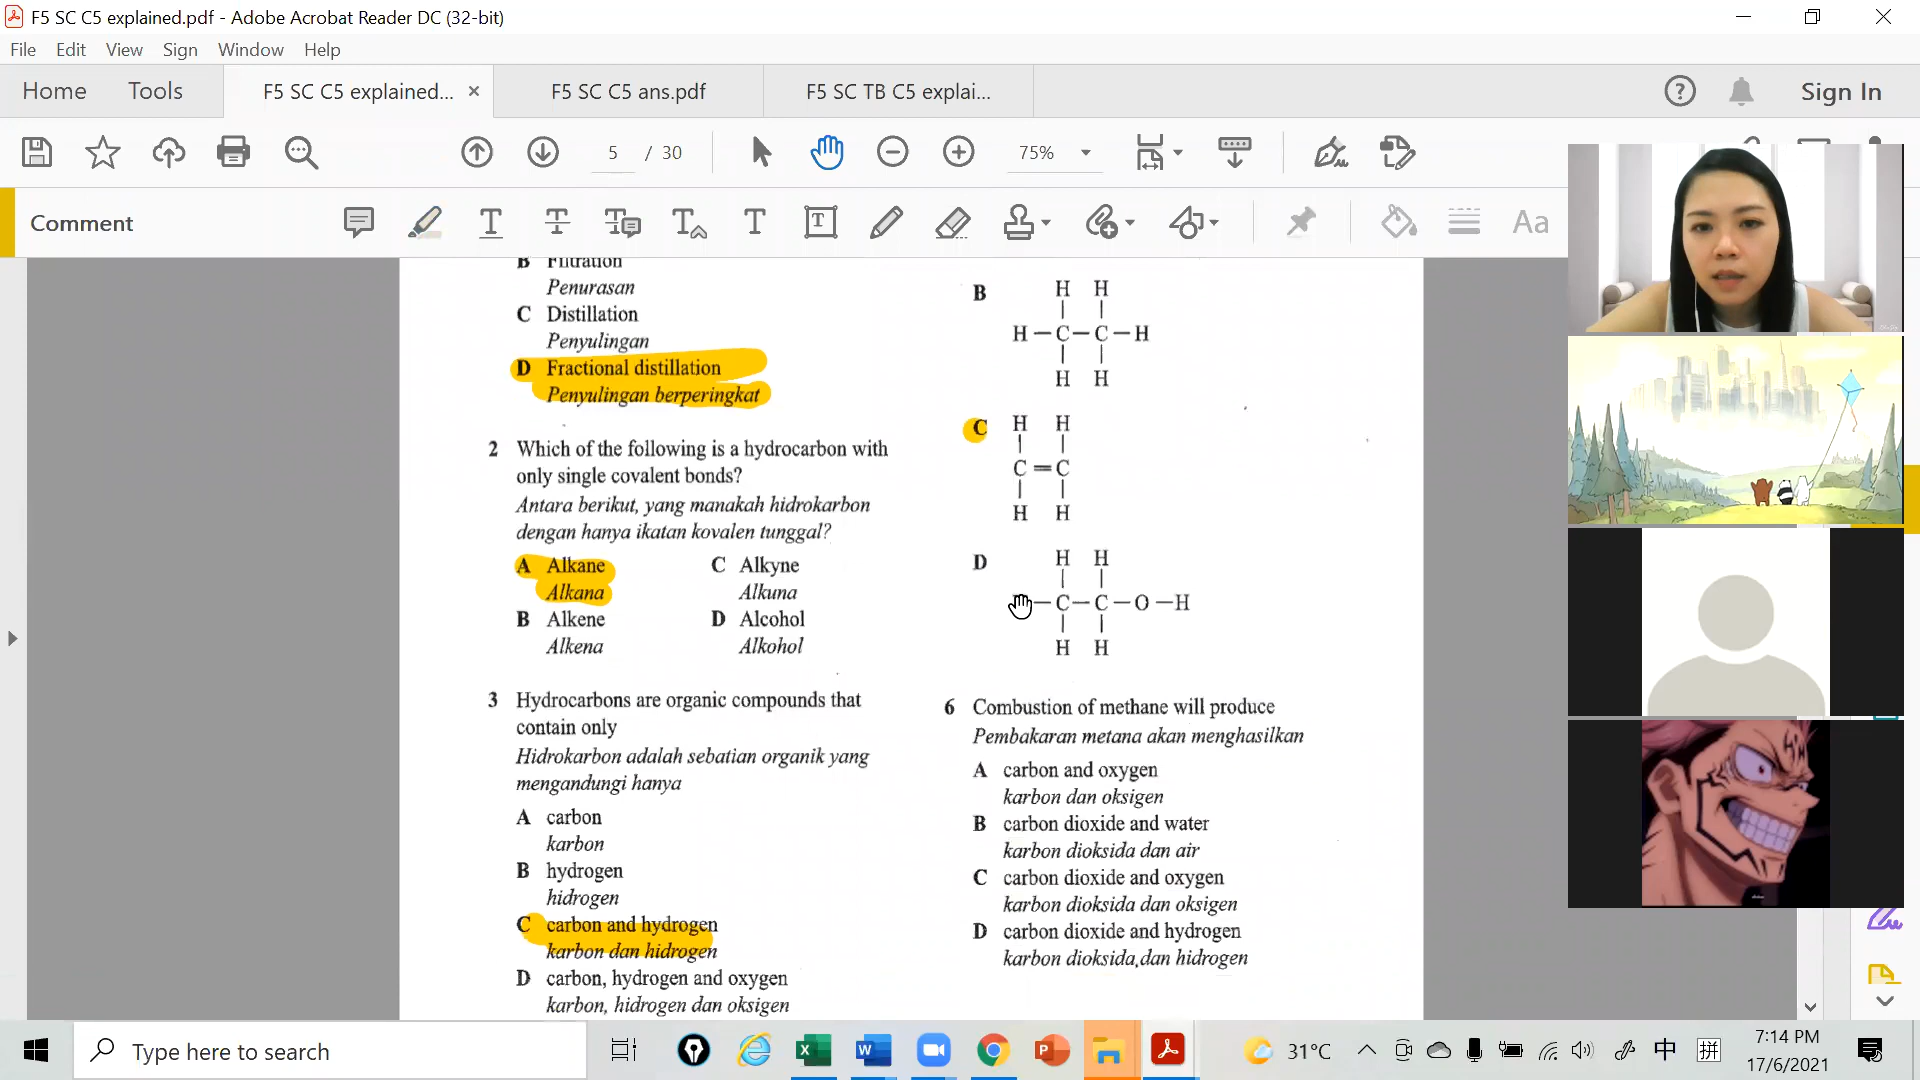 F5 SC C5 explained.pdf - Adobe Acrobat Reader DC (32-bit)
File Edit View Sign Window Help
Home Tools F5 SC C5 explained... × F5 SC C5 ans.pdf F5 SC TB C5 explai... Sign In
5 / 30 75%
Comment
B Filtration
Penurasan
C Distillation
Penyulingan
D Fractional distillation
Penyulingan berperingkat
2 Which of the following is a hydrocarbon with
only single covalent bonds?
Antara berikut, yang manakah hidrokarbon
dengan hanya ikatan kovalen tunggal?
A Alkane C Alkyne
Alkana Alkuna
B Alkene D Alcohol
Alkena Alkohol
3 Hydrocarbons are organic compounds that
contain only
Hidrokarbon adalah sebatian organik yang
mengandungi hanya
A carbon
karbon
B hydrogen
hidrogen
C carbon and hydrogen
karbon dan hidrogen
D carbon, hydrogen and oxygen
karbon, hidrogen dan oksigen
B H H
H — C — C — H
H H
C H H
C = C
H H
D H H
— C — C — O — H
H H
6 Combustion of methane will produce
Pembakaran metana akan menghasilkan
A carbon and oxygen
karbon dan oksigen
B carbon dioxide and water
karbon dioksida dan air
C carbon dioxide and oxygen
karbon dioksida dan oksigen
D carbon dioxide and hydrogen
karbon dioksida dan hidrogen
Type here to search
31°C
中 拼
7:14 PM
17/6/2021